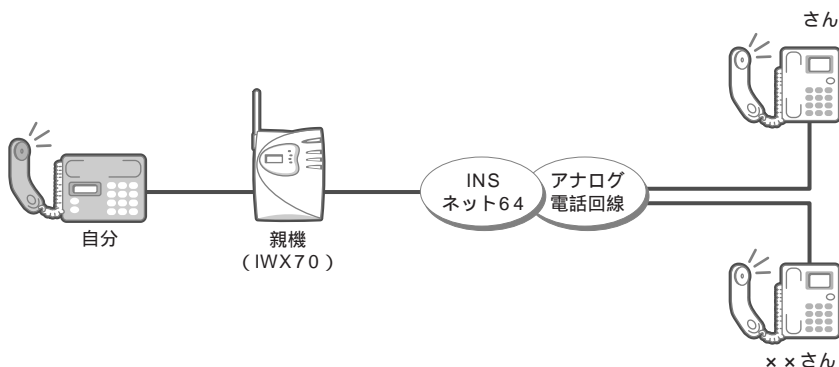 さん
INS
ネット64
アナログ
電話回線
自分
親機
(IWX70)
××さん